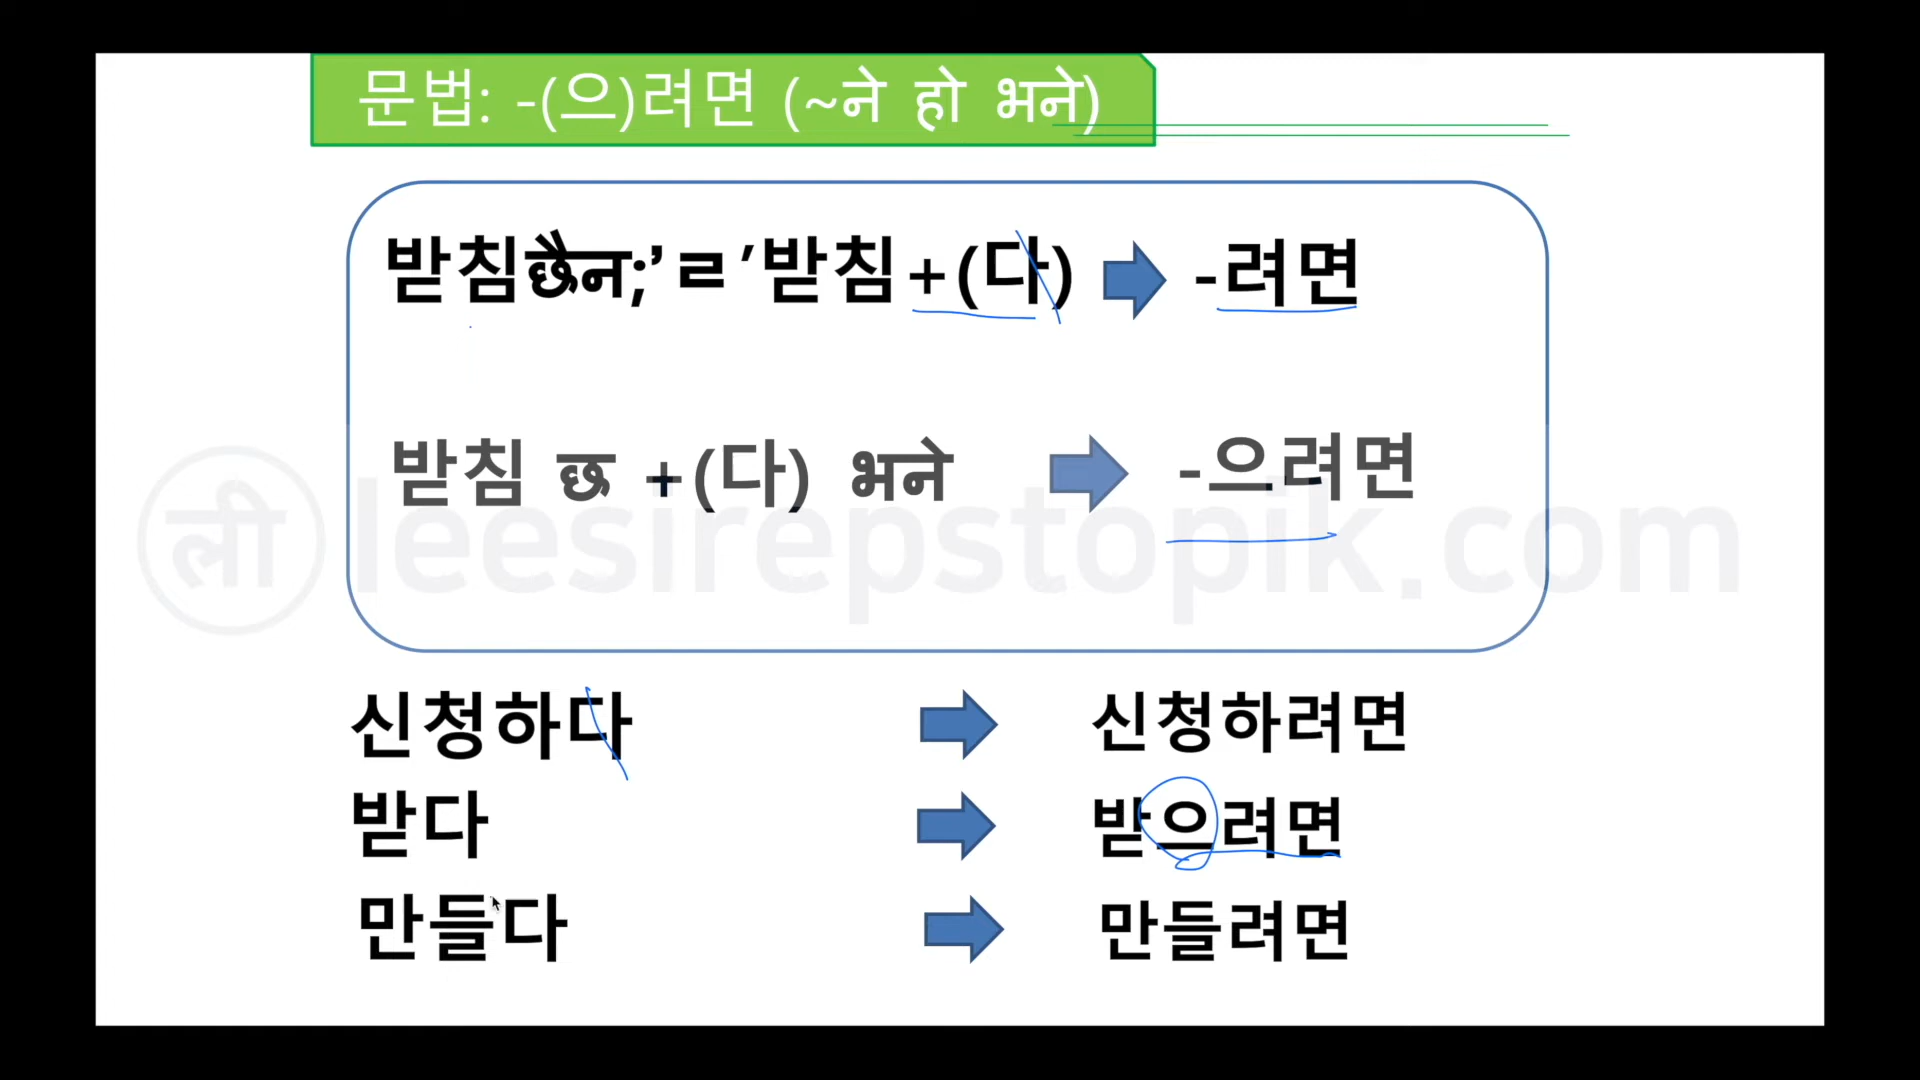 문법: -(으)려면 (~ने हो भने)
받침छैन;’ㄹ’받침+(다) -려면
받침 छ +(다) भने -으려면
ली leesirepstopik.com
신청하다 신청하려면
받다 받으려면
만들다 만들려면